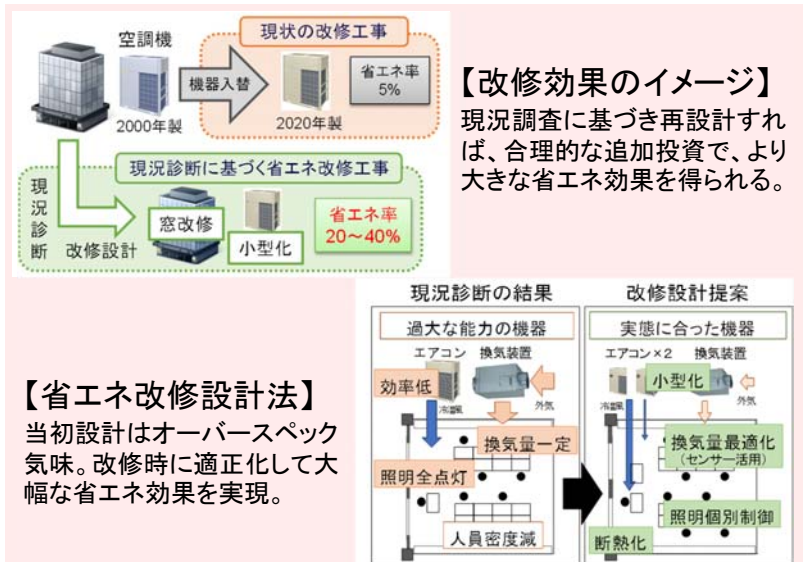 現状の改修工事
空調機
機器入替
省エネ率
5%
2000年製
2020年製
現況診断に基づく省エネ改修工事
現況診断
改修設計
窓改修
小型化
省エネ率
20~40%
【改修効果のイメージ】
現況調査に基づき再設計すれ
ば、合理的な追加投資で、より
大きな省エネ効果を得られる。
【省エネ改修設計法】
当初設計はオーバースペック
気味。改修時に適正化して大
幅な省エネ効果を実現。
現況診断の結果
過大な能力の機器
エアコン 換気装置
効率低
冷温風
外気
換気量一定
照明全点灯
人員密度減
改修設計提案
実態に合った機器
エアコン×2 換気装置
小型化
冷温風
外気
換気量最適化
(センサー活用)
照明個別制御
断熱化